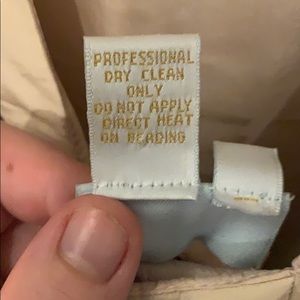 PROFESSIONAL
DRY CLEAN
ONLY
DO NOT APPLY
DIRECT HEAT
ON BEADING